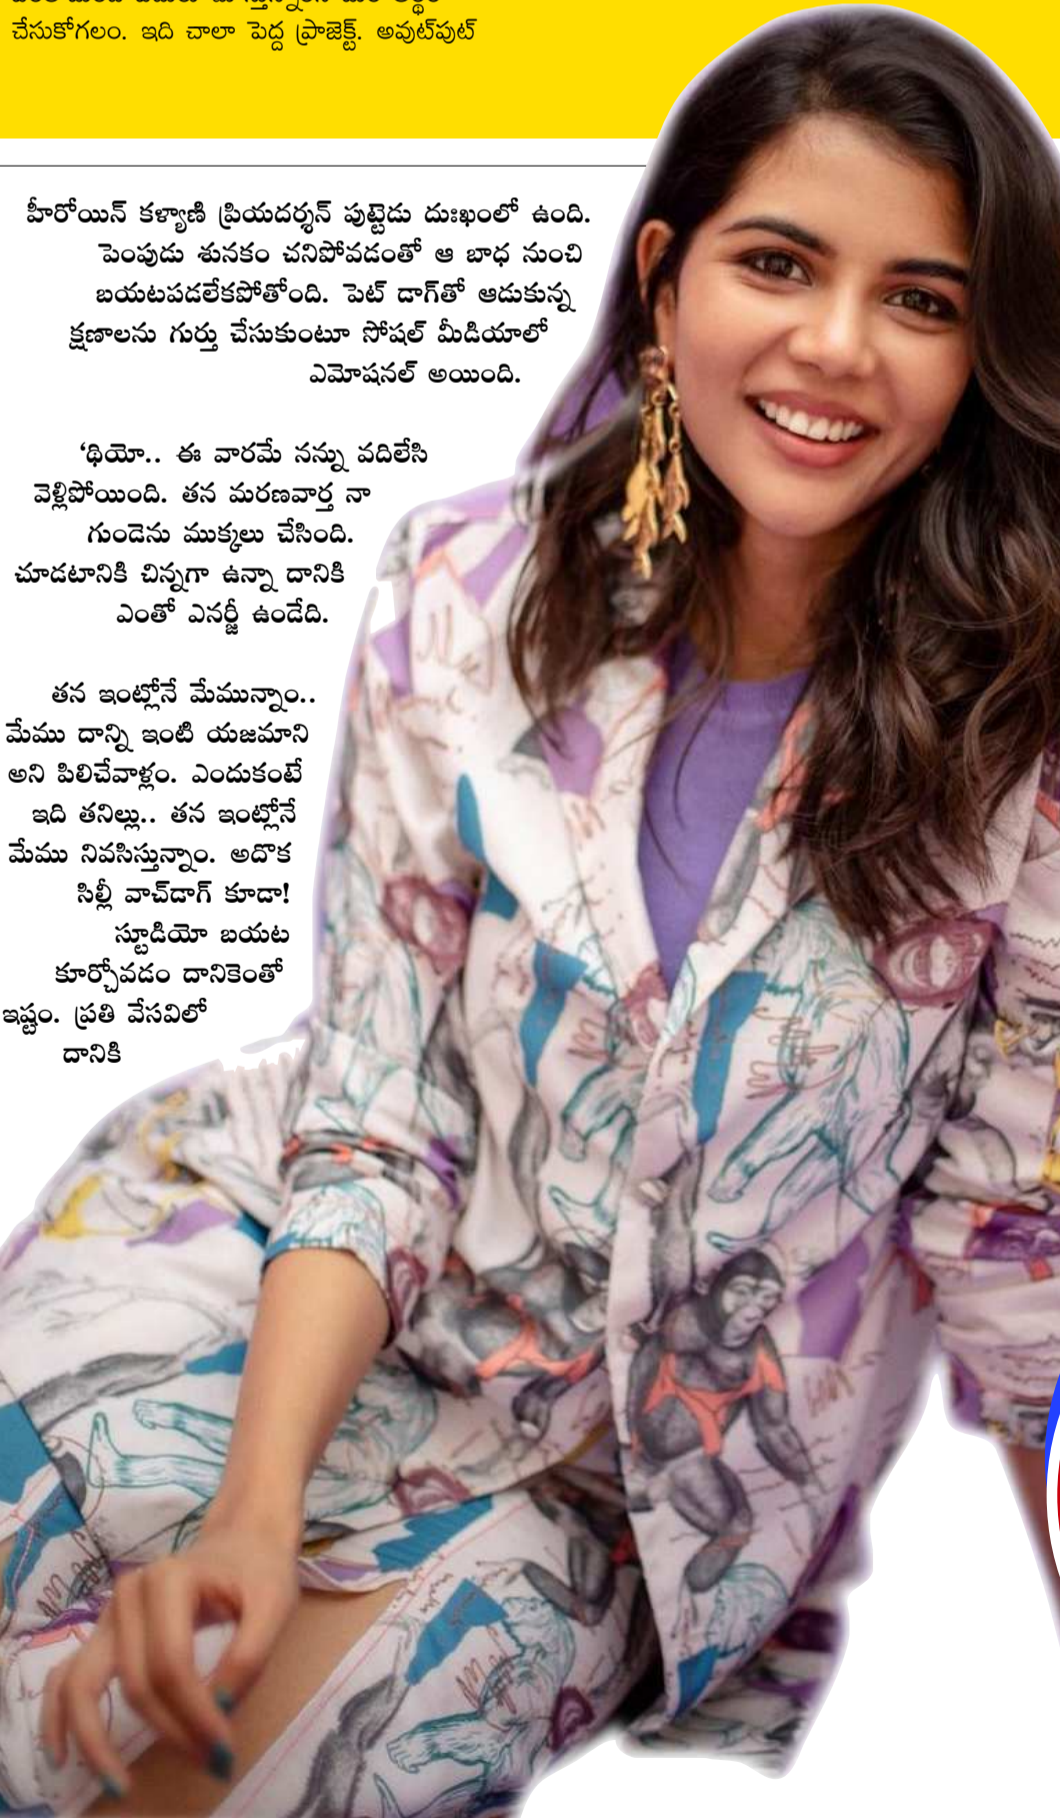 చేసుకోగలం. ఇది చాలా పెద్ద ప్రాజెక్ట్. అవుట్‌పుట్
హీరోయిన్ కళ్యాణి ప్రియదర్శన్ పుట్టెడు దుఃఖంలో ఉంది.
పెంపుడు శునకం చనిపోవడంతో ఆ బాధ నుంచి
బయటపడలేకపోతోంది. పెట్ డాగ్‌తో ఆడుకున్న
క్షణాలను గుర్తు చేసుకుంటూ సోషల్ మీడియాలో
ఎమోషనల్ అయింది.
‘థియో.. ఈ వారమే నన్ను వదిలేసి
వెళ్లిపోయింది. తన మరణవార్త నా
గుండెను ముక్కలు చేసింది.
చూడటానికి చిన్నగా ఉన్నా దానికి
ఎంతో ఎనర్జీ ఉండేది.
తన ఇంట్లోనే మేమున్నాం..
మేము దాన్ని ఇంటి యజమాని
అని పిలిచేవాళ్లం. ఎందుకంటే
ఇది తనిల్లు.. తన ఇంట్లోనే
మేము నివసిస్తున్నాం. అదొక
సిల్లీ వాచ్‌డాగ్ కూడా!
స్టూడియో బయట
కూర్చోవడం దానికెంతో
ఇష్టం. ప్రతి వేసవిలో
దానికి